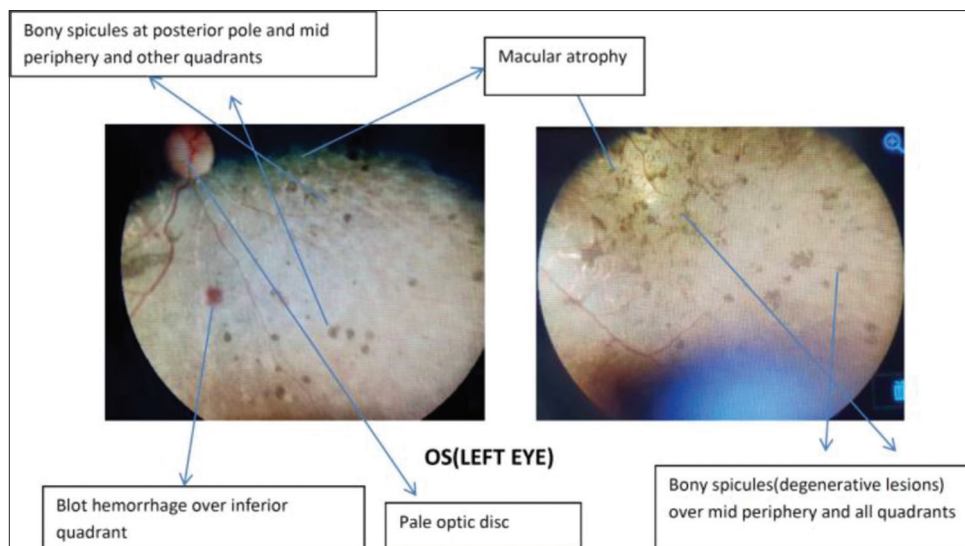 Bony spicules at posterior pole and mid
periphery and other quadrants
Macular atrophy
OS(LEFT EYE)
Blot hemorrhage over inferior
quadrant
Pale optic disc
Bony spicules(degenerative lesions)
over mid periphery and all quadrants